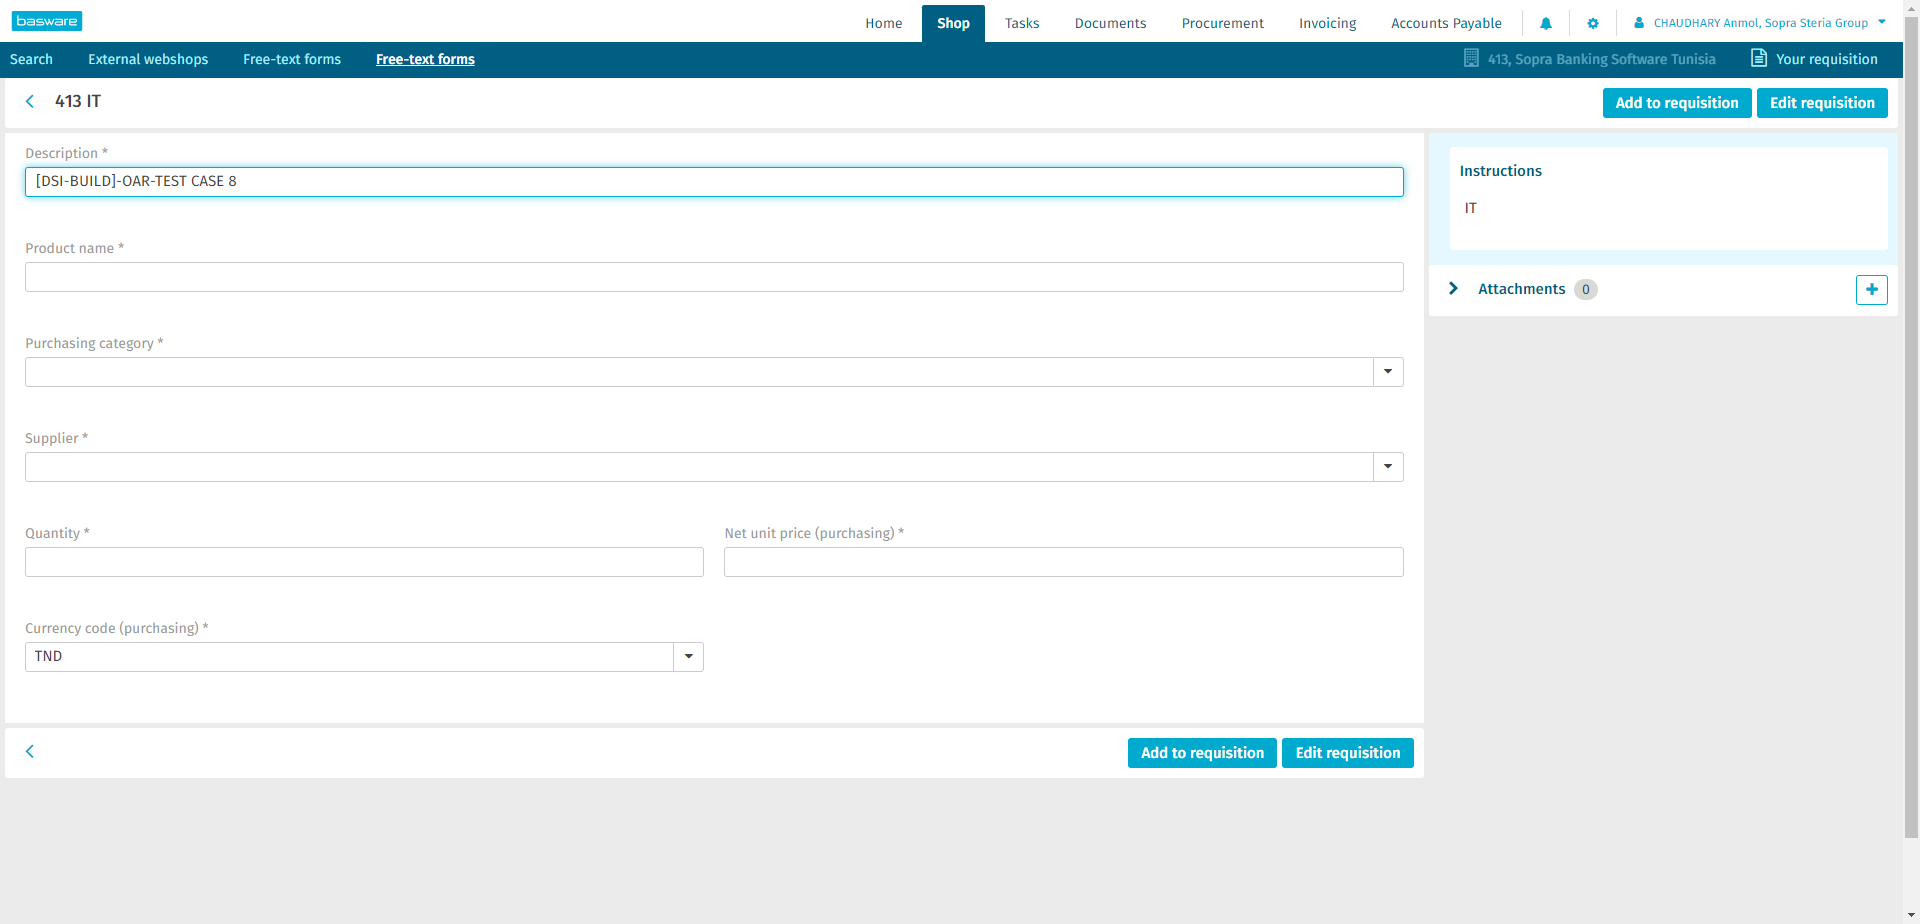 basware
Home
Shop
Tasks
Documents
Procurement
Invoicing
Accounts Payable
CHAUDHARY Anmol, Sopra Steria Group
Search
External webshops
Free-text forms
Free-text forms
413, Sopra Banking Software Tunisia
Your requisition
413 IT
Add to requisition
Edit requisition
Description *
[DSI-BUILD]-OAR-TEST CASE 8
Product name *
Purchasing category *
Supplier *
Quantity *
Net unit price (purchasing) *
Currency code (purchasing) *
TND
Add to requisition
Edit requisition
Instructions
IT
Attachments 0